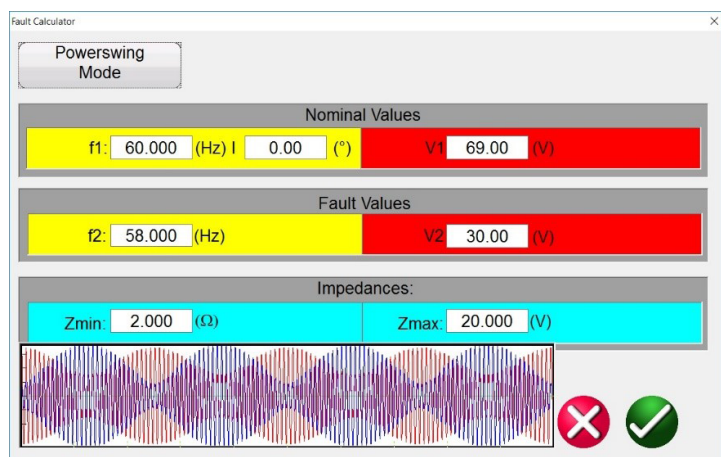 Fault Calculator
Powerswing
Mode
Nominal Values
f1: 60.000 (Hz) I 0.00 (°) V1 69.00 (V)
Fault Values
f2: 58.000 (Hz) V2 30.00 (V)
Impedances:
Zmin: 2.000 (Ω) Zmax: 20.000 (V)